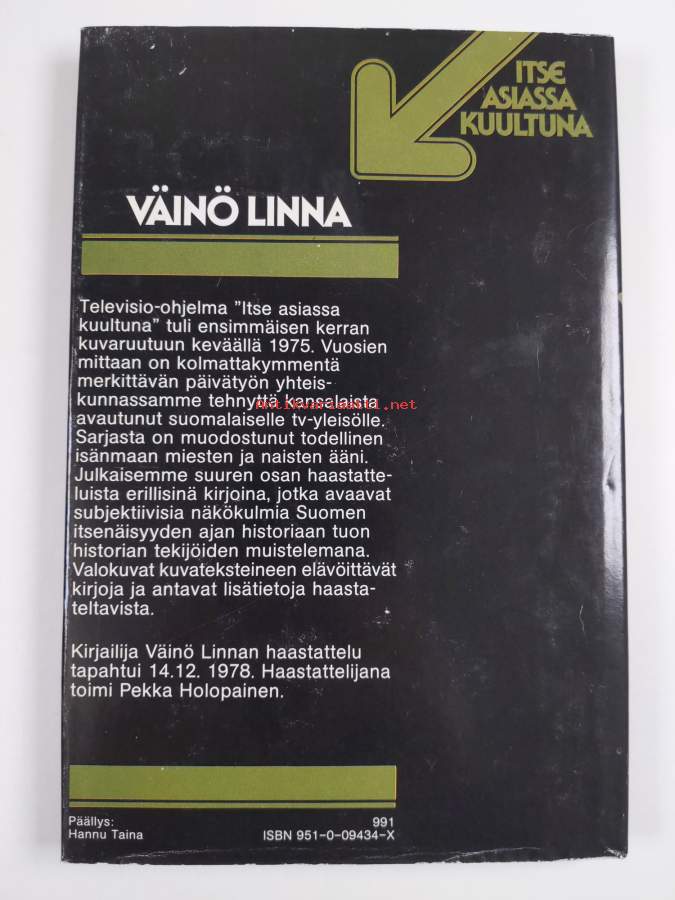 ITSE
ASIASSA
KUULTUNA
VÄINÖ LINNA
Televisio-ohjelma ”Itse asiassa
kuultuna” tuli ensimmäisen kerran
kuvaruutuun keväällä 1975. Vuosien
mittaan on kolmattakymmentä
merkittävän päivätyön yhteis-
kunnassamme tehnyttä kansalaista
avautunut suomalaiselle tv-yleisölle.
Sarjasta on muodostunut todellinen
isänmaan miesten ja naisten ääni.
Julkaisemme suuren osan haastatte-
luista erillisinä kirjoina, jotka avaavat
subjektiivisia näkökulmia Suomen
itsenäisyyden ajan historiaan tuon
historian tekijöiden muistelemana.
Valokuvat kuvateksteineen elävöittävät
kirjoja ja antavat lisätietoja haasta-
teltavista.
Kirjailija Väinö Linnan haastattelu
tapahtui 14.12. 1978. Haastattelijana
toimi Pekka Holopainen.
Päällys:
Hannu Taina
991
ISBN 951-0-09434-X
Antikvariaatti.net